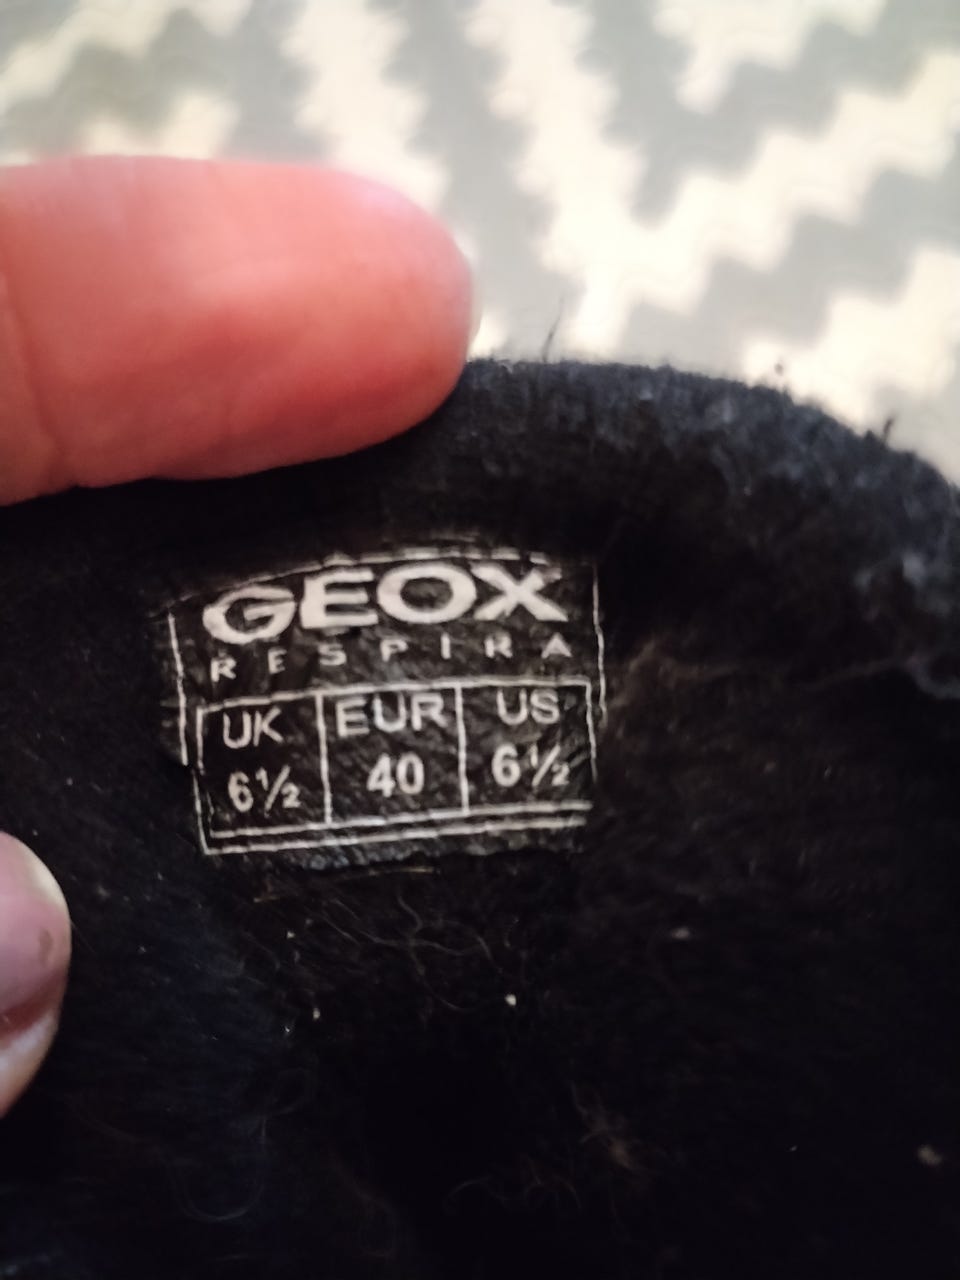 GEOX
RESPIRA
UK EUR US
6½ 40 6½